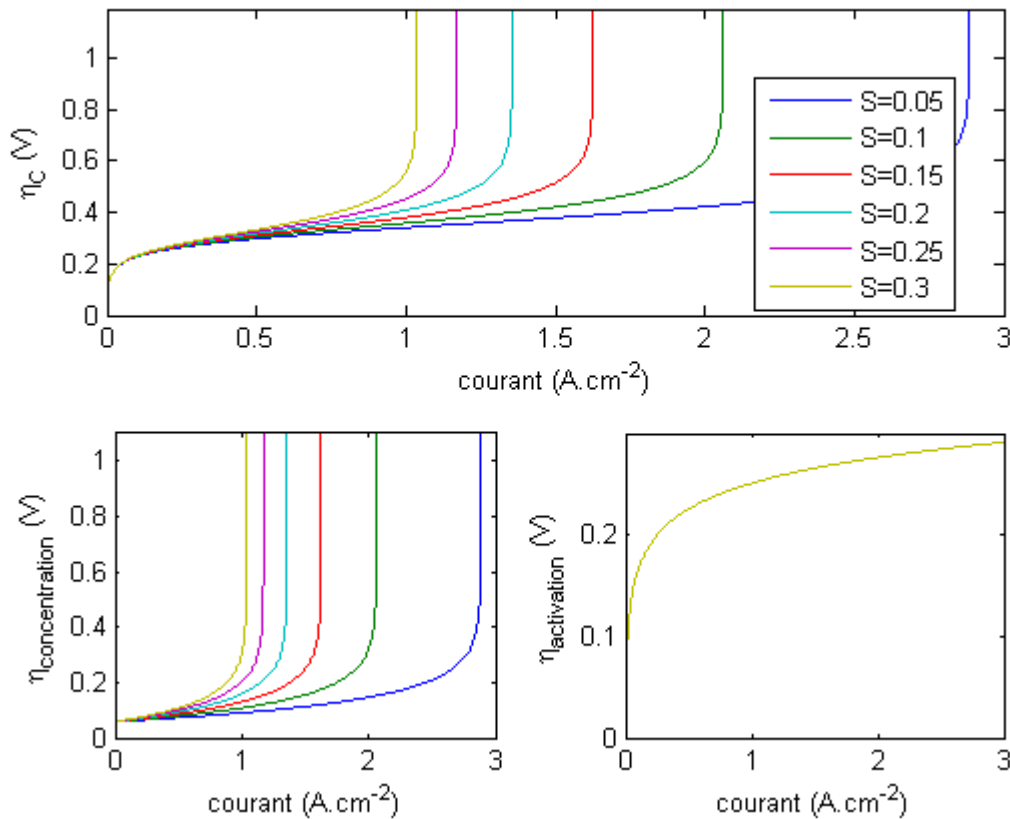 1
0.8
0.6
0.4
0.2
0
η_C (V)
0
0.5
1
1.5
2
2.5
3
courant (A.cm⁻²)
S=0.05
S=0.1
S=0.15
S=0.2
S=0.25
S=0.3
1
0.8
0.6
0.4
0.2
0
η_concentration (V)
0
1
2
3
courant (A.cm⁻²)
0.2
0.1
0
η_activation (V)
0
1
2
3
courant (A.cm⁻²)